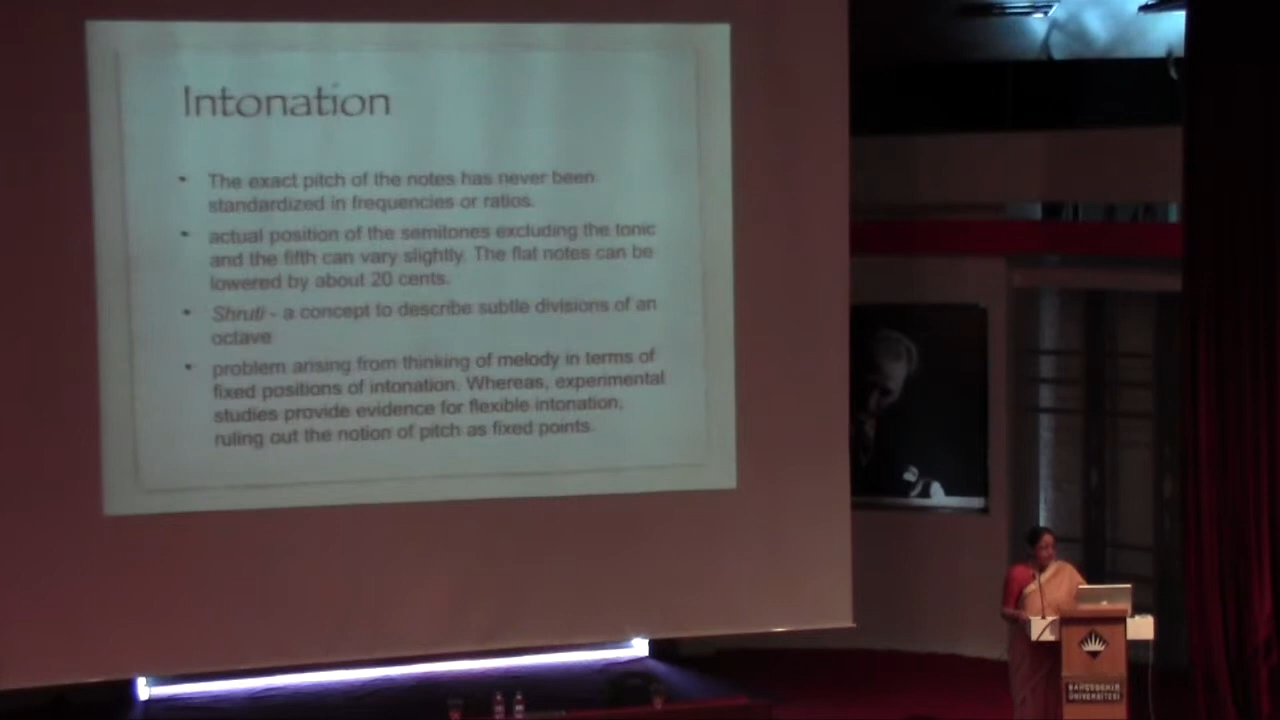 Intonation
• The exact pitch of the notes has never been
standardized in frequencies or ratios.
• actual position of the semitones excluding the tonic
and the fifth can vary slightly. The flat notes can be
lowered by about 20 cents.
• Shruti - a concept to describe subtle divisions of an
octave
• problem arising from thinking of melody in terms of
fixed positions of intonation. Whereas, experimental
studies provide evidence for flexible intonation,
ruling out the notion of pitch as fixed points.
BAHÇEŞEHİR
ÜNİVERSİTESİ